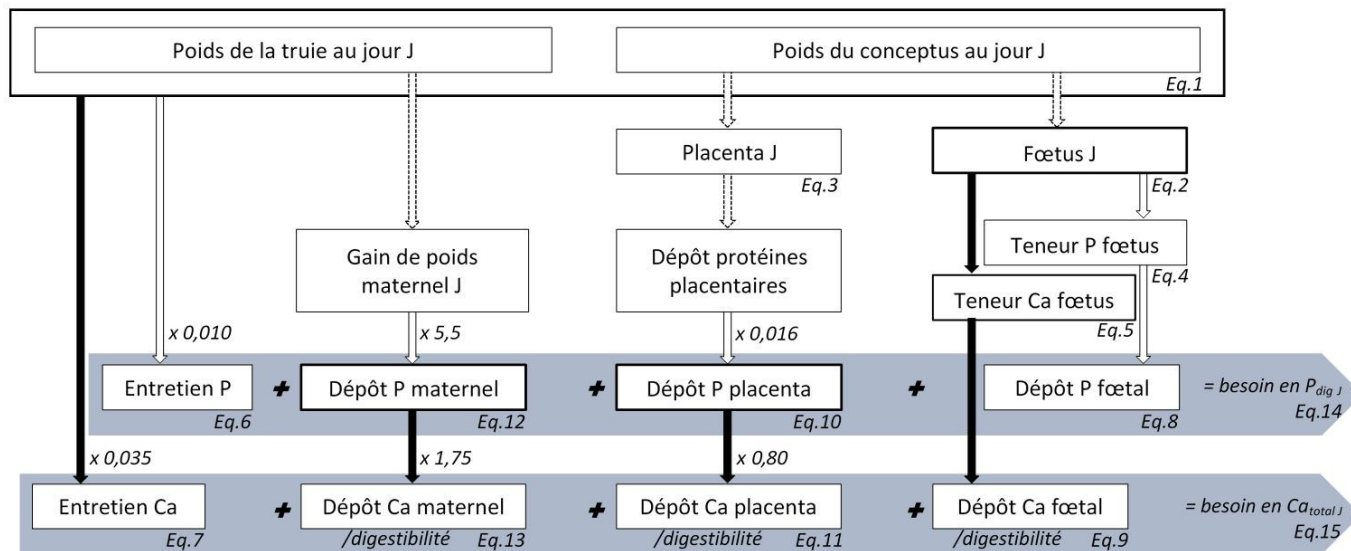 Poids de la truie au jour J
Poids du conceptus au jour J
Eq.1
Placenta J
Eq.3
Fœtus J
Eq.2
Gain de poids
maternel J
Dépôt protéines
placentaires
Teneur P fœtus
Eq.4
Teneur Ca fœtus
Eq.5
x 0,010
x 5,5
x 0,016
Entretien P
Eq.6
+
Dépôt P maternel
Eq.12
+
Dépôt P placenta
Eq.10
+
Dépôt P fœtal
Eq.8
= besoin en Pdig J
Eq.14
x 0,035
x 1,75
x 0,80
Entretien Ca
Eq.7
+
Dépôt Ca maternel
/digestibilité Eq.13
+
Dépôt Ca placenta
/digestibilité Eq.11
+
Dépôt Ca fœtal
/digestibilité Eq.9
= besoin en Catotal J
Eq.15